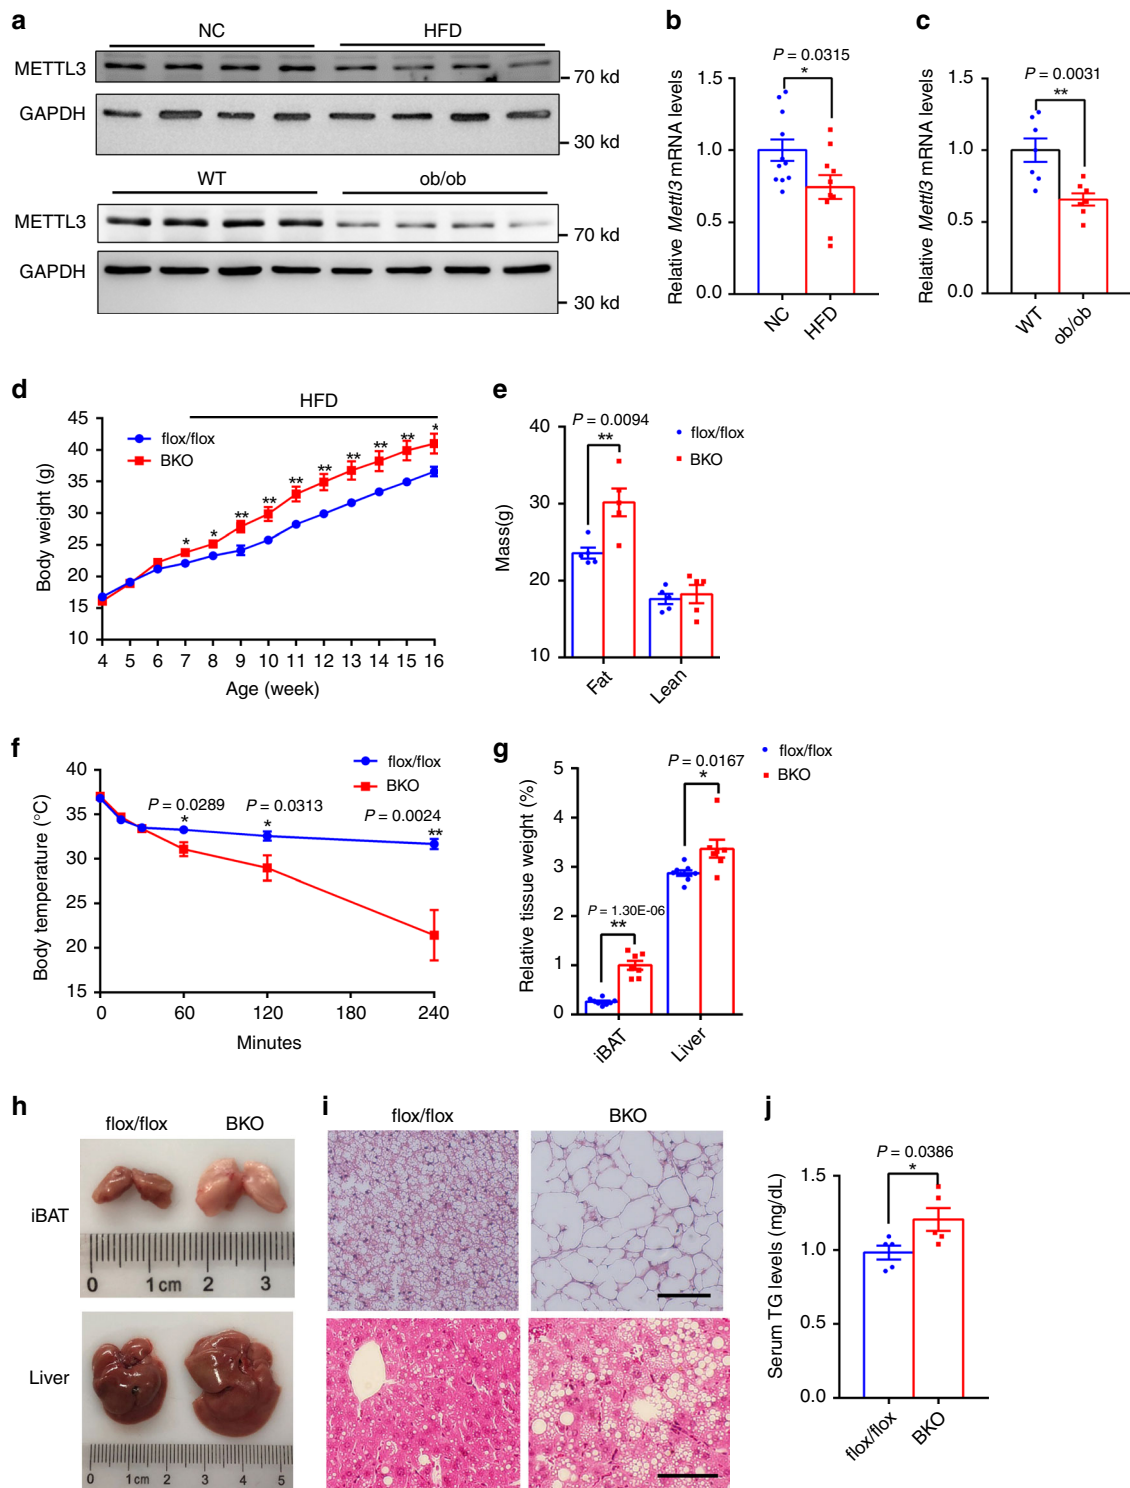 a
NC HFD
METTL3
70 kd
GAPDH
30 kd
WT ob/ob
METTL3
70 kd
GAPDH
30 kd
b
P = 0.0315
*
Relative Mettl3 mRNA levels
1.5
1.0
0.5
0.0
NC HFD
c
P = 0.0031
**
Relative Mettl3 mRNA levels
1.5
1.0
0.5
0.0
WT ob/ob
d
HFD
flox/flox
BKO
Body weight (g)
45
40
35
30
25
20
15
10
* * ** ** ** ** ** ** ** *
4 5 6 7 8 9 10 11 12 13 14 15 16
Age (week)
e
P = 0.0094
**
flox/flox
BKO
Mass(g)
40
30
20
10
Fat Lean
f
flox/flox
BKO
Body temperature (°C)
40
35
30
25
20
15
P = 0.0289
*
P = 0.0313
*
P = 0.0024
**
0 60 120 180 240
Minutes
g
flox/flox
BKO
P = 0.0167
*
P = 1.30E-06
**
Relative tissue weight (%)
5
4
3
2
1
0
iBAT Liver
h
flox/flox BKO
iBAT
0 1cm 2 3
Liver
0 1cm 2 3 4 5
i
flox/flox BKO
j
P = 0.0386
*
Serum TG levels (mg/dL)
1.5
1.0
0.5
0.0
flox/flox BKO